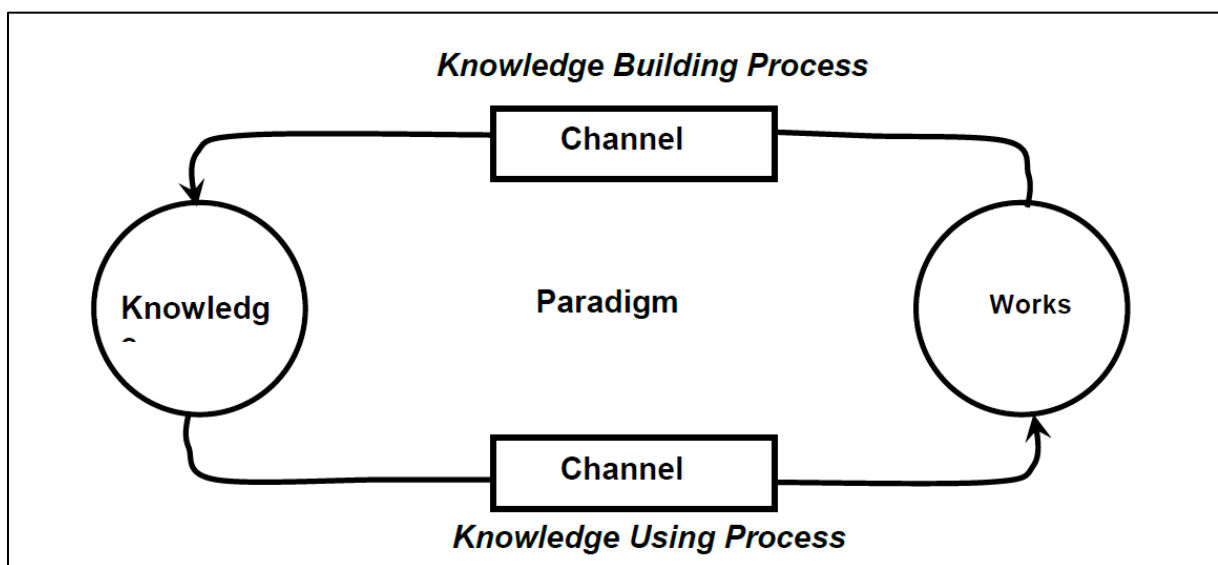 Knowledge Building Process
Channel
Knowledg
Paradigm
Works
Channel
Knowledge Using Process